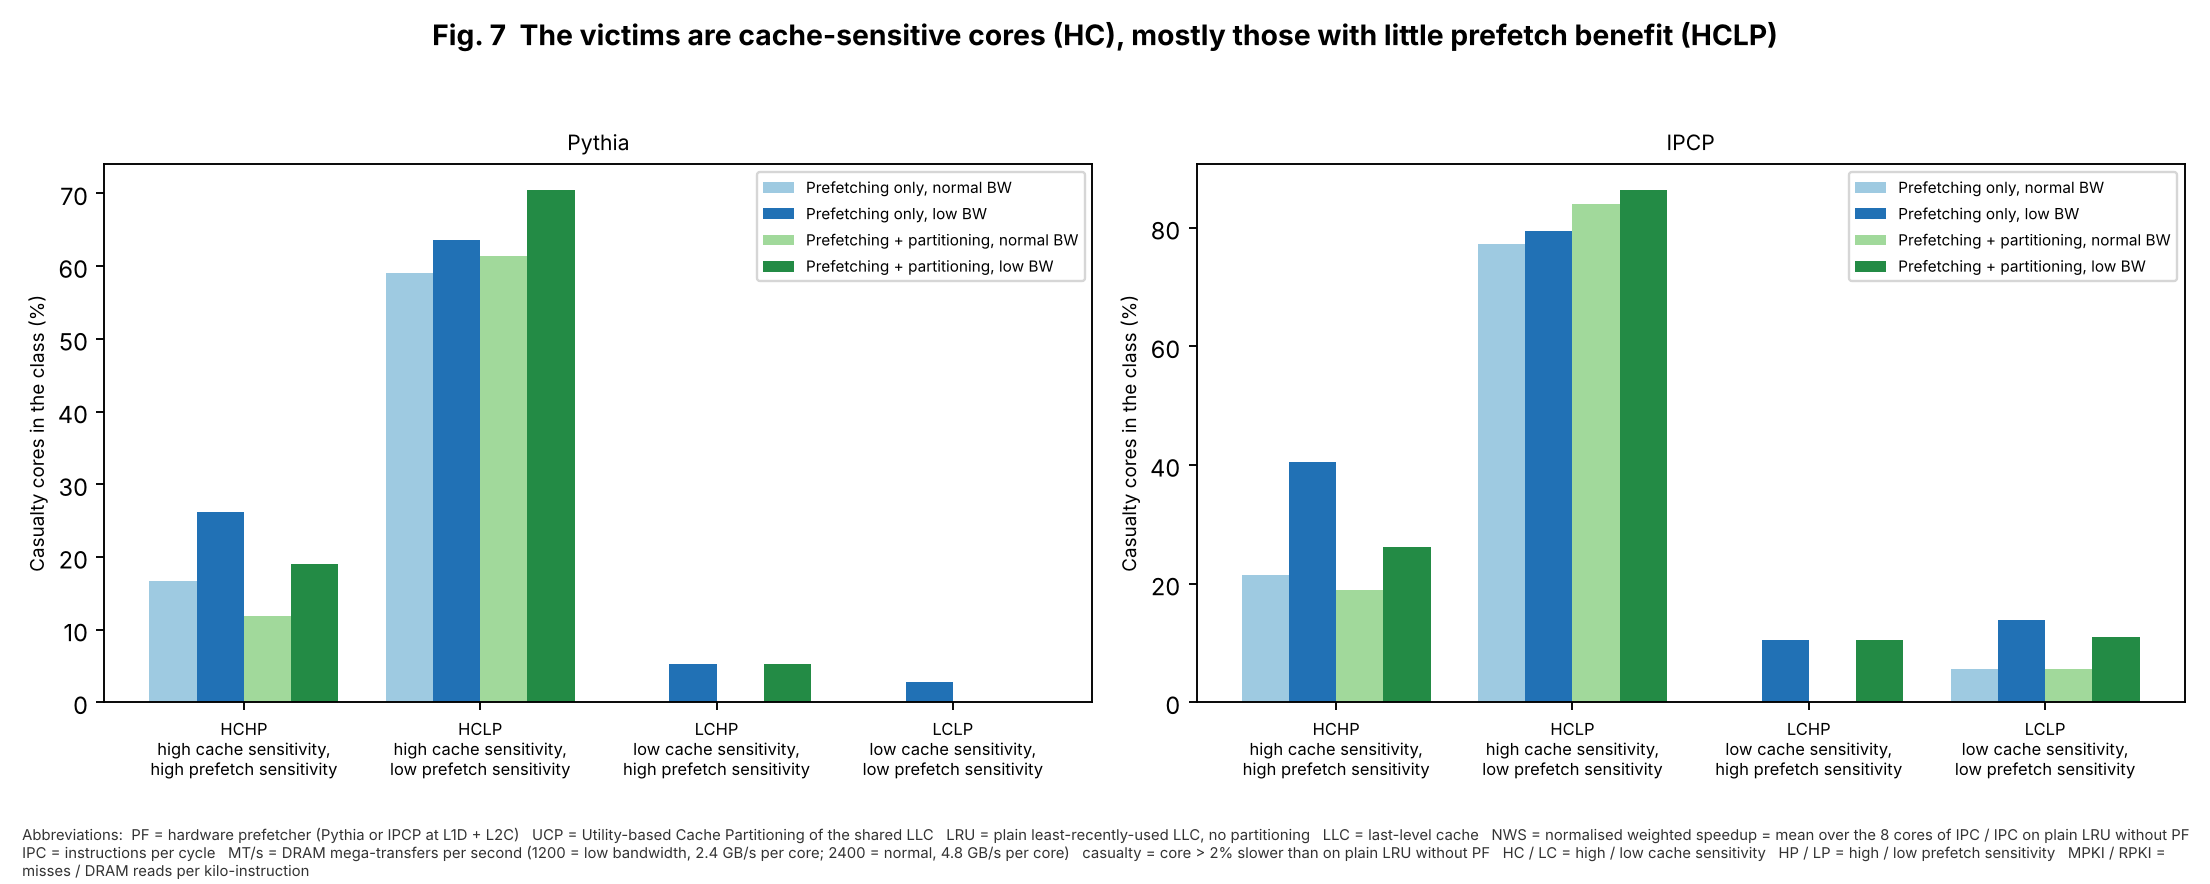 Fig. 7  The victims are cache-sensitive cores (HC), mostly those with little prefetch benefit (HCLP)
Pythia
Casualty cores in the class (%)
70
60
50
40
30
20
10
0
Prefetching only, normal BW
Prefetching only, low BW
Prefetching + partitioning, normal BW
Prefetching + partitioning, low BW
HCHP
high cache sensitivity,
high prefetch sensitivity
HCLP
high cache sensitivity,
low prefetch sensitivity
LCHP
low cache sensitivity,
high prefetch sensitivity
LCLP
low cache sensitivity,
low prefetch sensitivity
IPCP
Casualty cores in the class (%)
80
60
40
20
0
Prefetching only, normal BW
Prefetching only, low BW
Prefetching + partitioning, normal BW
Prefetching + partitioning, low BW
HCHP
high cache sensitivity,
high prefetch sensitivity
HCLP
high cache sensitivity,
low prefetch sensitivity
LCHP
low cache sensitivity,
high prefetch sensitivity
LCLP
low cache sensitivity,
low prefetch sensitivity
Abbreviations:  PF = hardware prefetcher (Pythia or IPCP at L1D + L2C)   UCP = Utility-based Cache Partitioning of the shared LLC   LRU = plain least-recently-used LLC, no partitioning   LLC = last-level cache   NWS = normalised weighted speedup = mean over the 8 cores of IPC / IPC on plain LRU without PF
IPC = instructions per cycle   MT/s = DRAM mega-transfers per second (1200 = low bandwidth, 2.4 GB/s per core; 2400 = normal, 4.8 GB/s per core)   casualty = core > 2% slower than on plain LRU without PF   HC / LC = high / low cache sensitivity   HP / LP = high / low prefetch sensitivity   MPKI / RPKI =
misses / DRAM reads per kilo-instruction